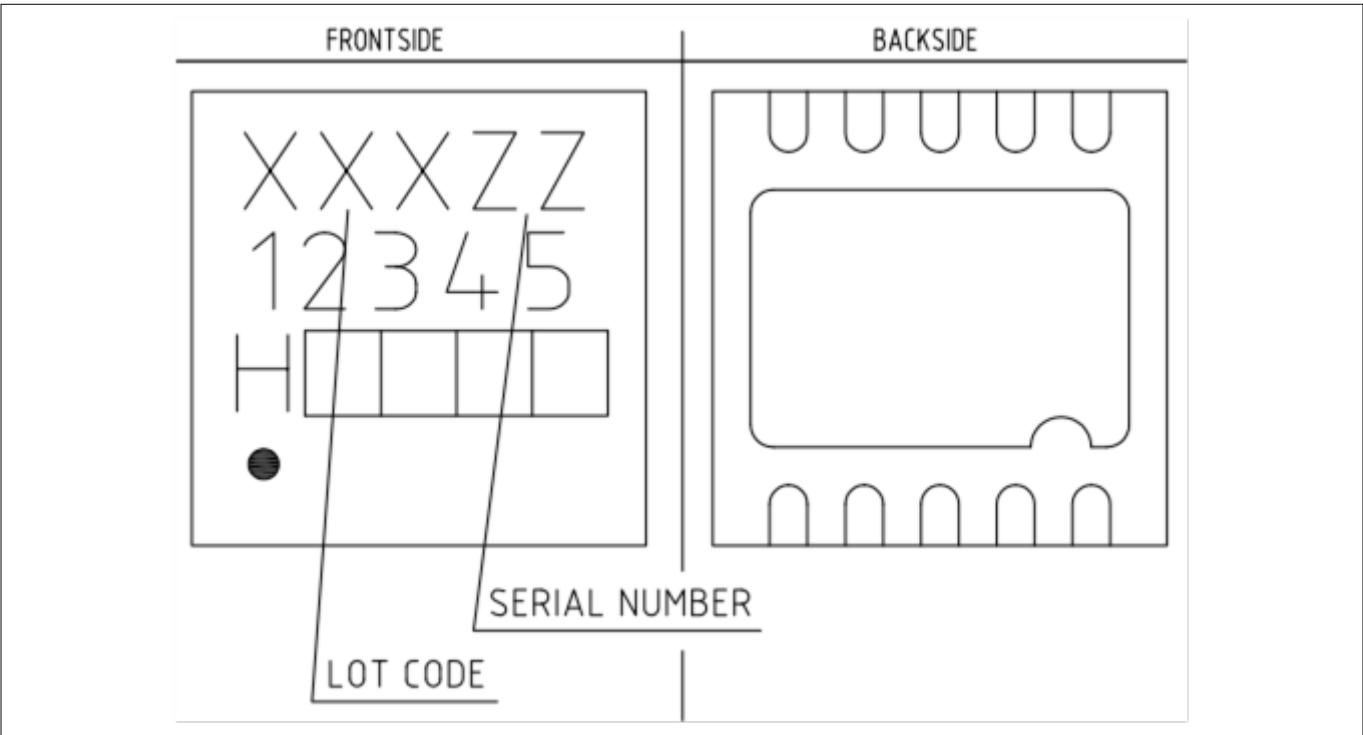 FRONTSIDE
BACKSIDE
XXXZZ
12345
H
SERIAL NUMBER
LOT CODE